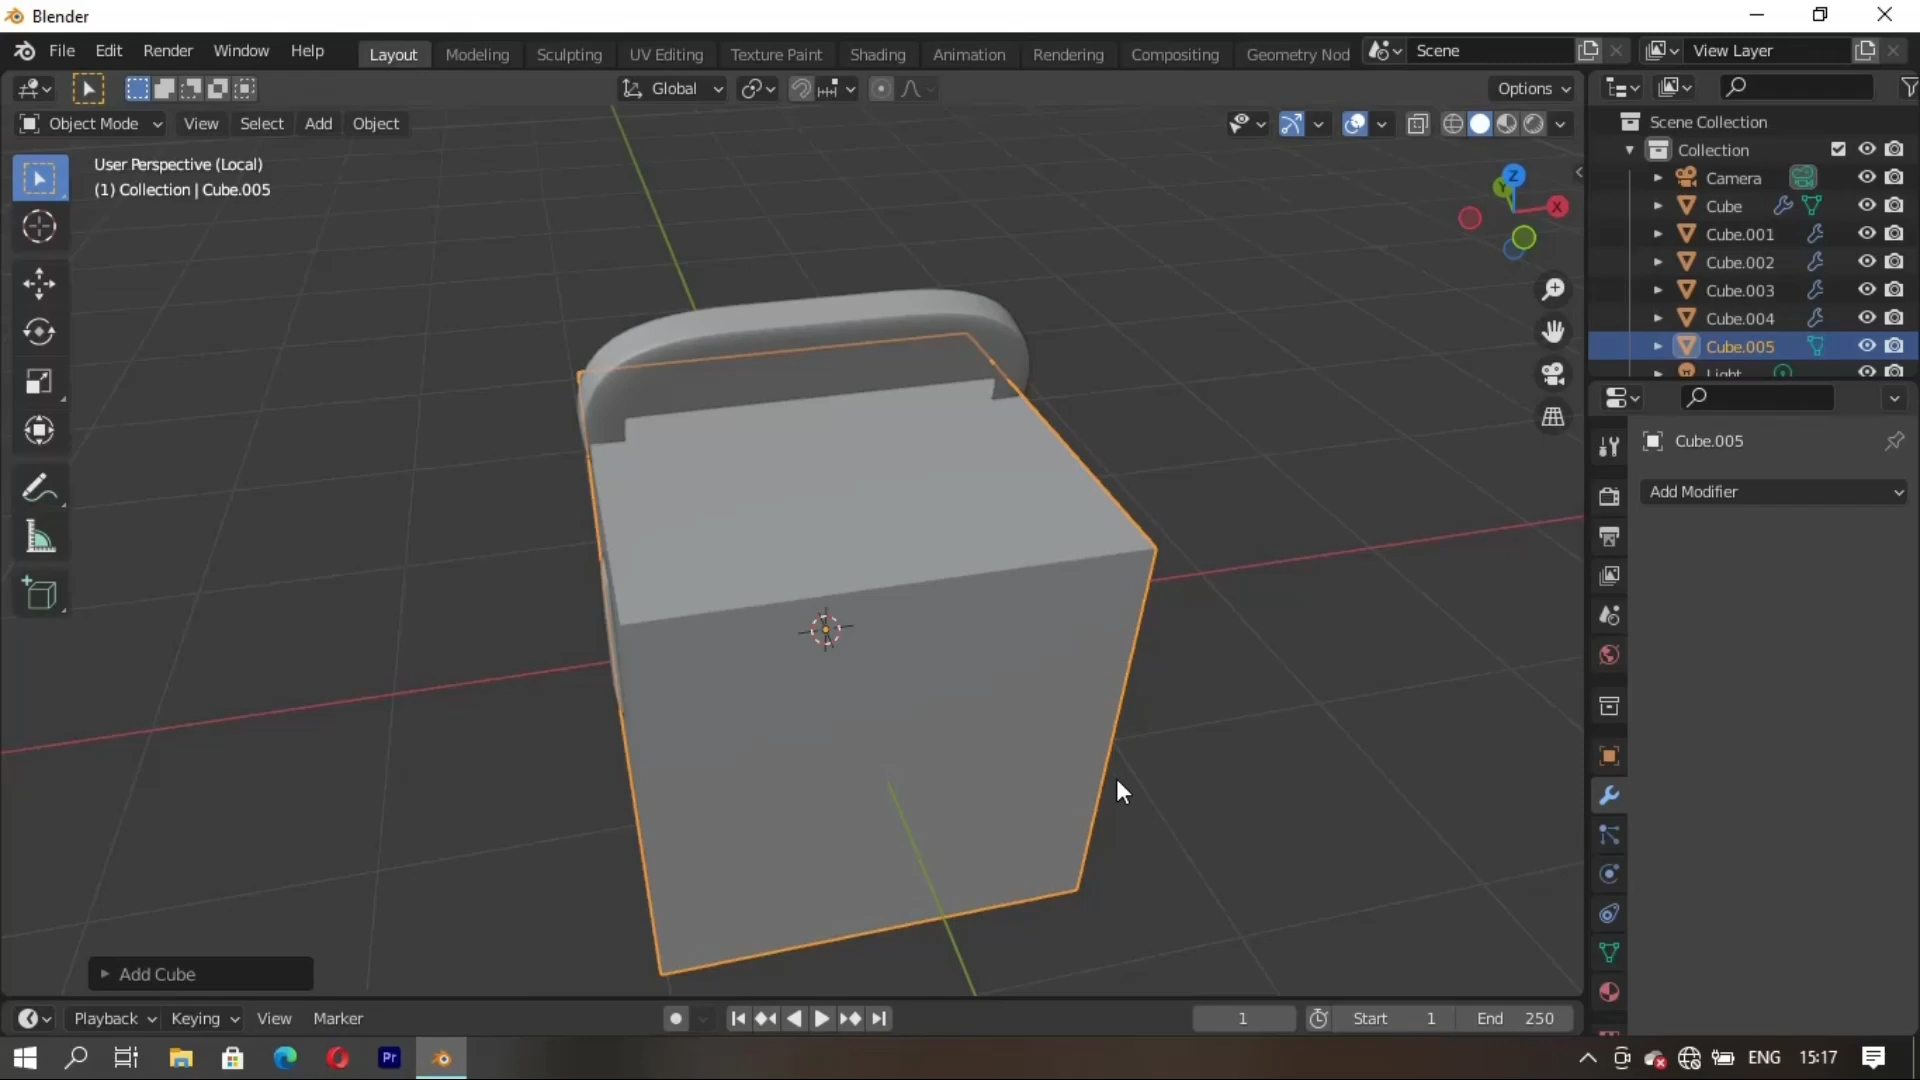 Blender
File Edit Render Window Help Layout Modeling Sculpting UV Editing Texture Paint Shading Animation Rendering Compositing Geometry Nod Scene View Layer
Global Options
Object Mode View Select Add Object
User Perspective (Local)
(1) Collection | Cube.005
Z
Y
X
Scene Collection
Collection
Camera
Cube
Cube.001
Cube.002
Cube.003
Cube.004
Cube.005
Light
Cube.005
Add Modifier
Add Cube
Playback Keying View Marker 1 Start 1 End 250
Pr ENG 15:17